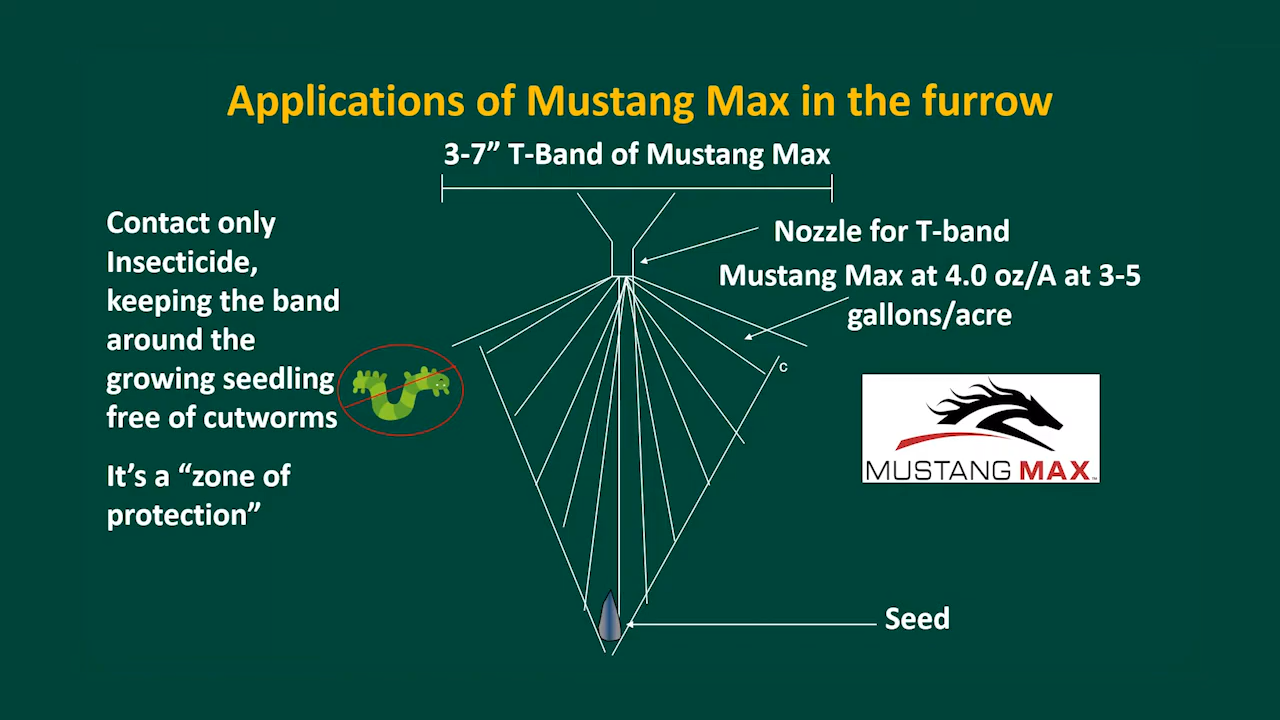 Applications of Mustang Max in the furrow
3-7” T-Band of Mustang Max
Contact only
Insecticide,
keeping the band
around the
growing seedling
free of cutworms
It’s a “zone of
protection”
Nozzle for T-band
Mustang Max at 4.0 oz/A at 3-5
gallons/acre
c
MUSTANG MAX™
Seed